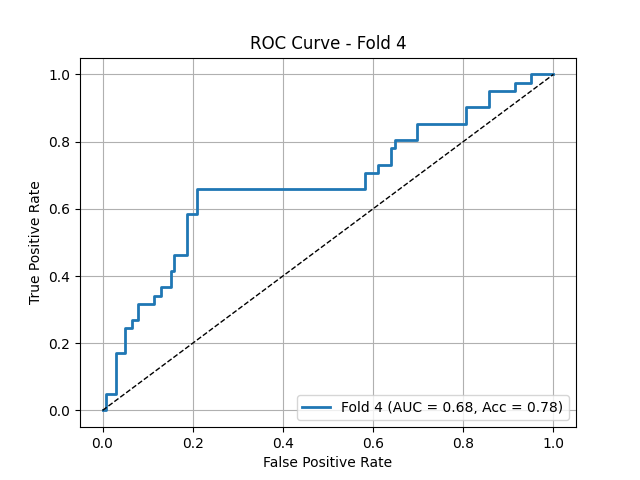 ROC Curve - Fold 4
True Positive Rate
1.0
0.8
0.6
0.4
0.2
0.0
Fold 4 (AUC = 0.68, Acc = 0.78)
0.0 0.2 0.4 0.6 0.8 1.0
False Positive Rate